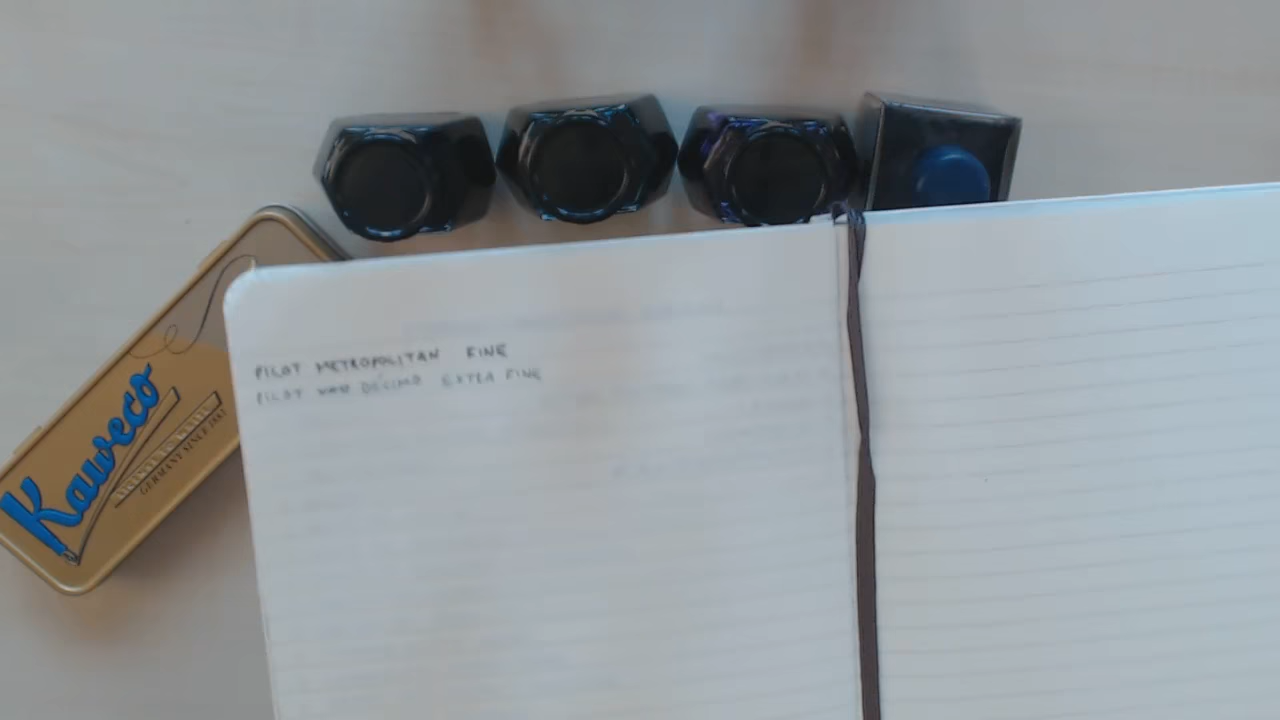 PILOT METROPOLITAN FINE
PILOT DECIMO EXTRA FINE
Kaweco
GERMANY SINCE 1883